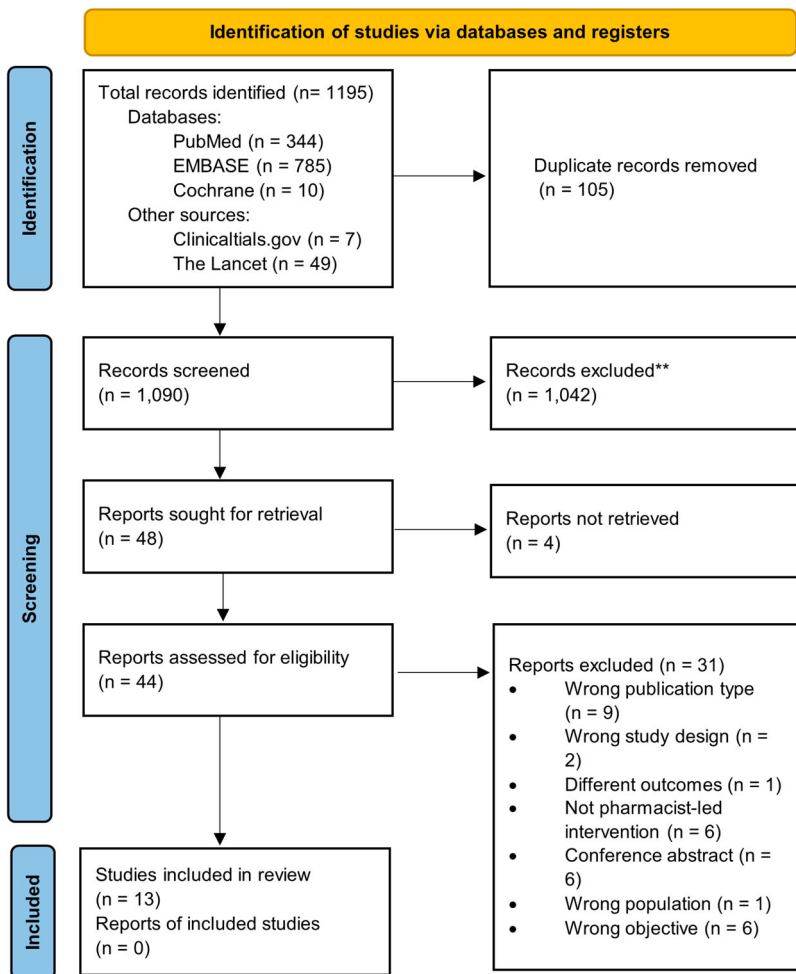 Identification of studies via databases and registers
Identification
Total records identified (n= 1195)
Databases:
PubMed (n = 344)
EMBASE (n = 785)
Cochrane (n = 10)
Other sources:
Clinicaltials.gov (n = 7)
The Lancet (n = 49)
Duplicate records removed
(n = 105)
Screening
Records screened
(n = 1,090)
Records excluded**
(n = 1,042)
Reports sought for retrieval
(n = 48)
Reports not retrieved
(n = 4)
Reports assessed for eligibility
(n = 44)
Reports excluded (n = 31)
• Wrong publication type
(n = 9)
• Wrong study design (n =
2)
• Different outcomes (n = 1)
• Not pharmacist-led
intervention (n = 6)
• Conference abstract (n =
6)
• Wrong population (n = 1)
• Wrong objective (n = 6)
Included
Studies included in review
(n = 13)
Reports of included studies
(n = 0)